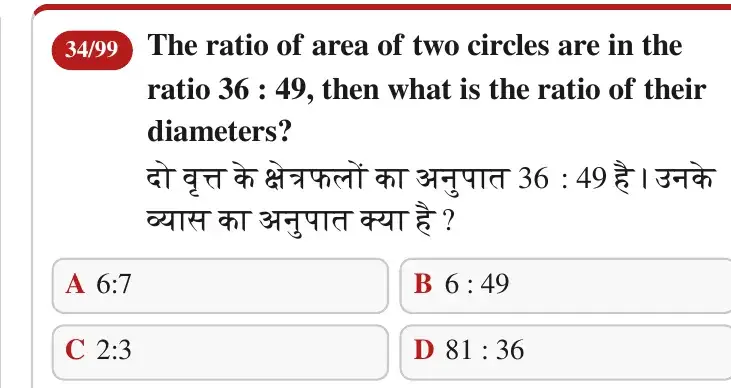 34/99 The ratio of area of two circles are in the
ratio 36 : 49, then what is the ratio of their
diameters?
दो वृत्त के क्षेत्रफलों का अनुपात 36 : 49 है। उनके
व्यास का अनुपात क्या है ?
A 6:7
B 6 : 49
C 2:3
D 81 : 36